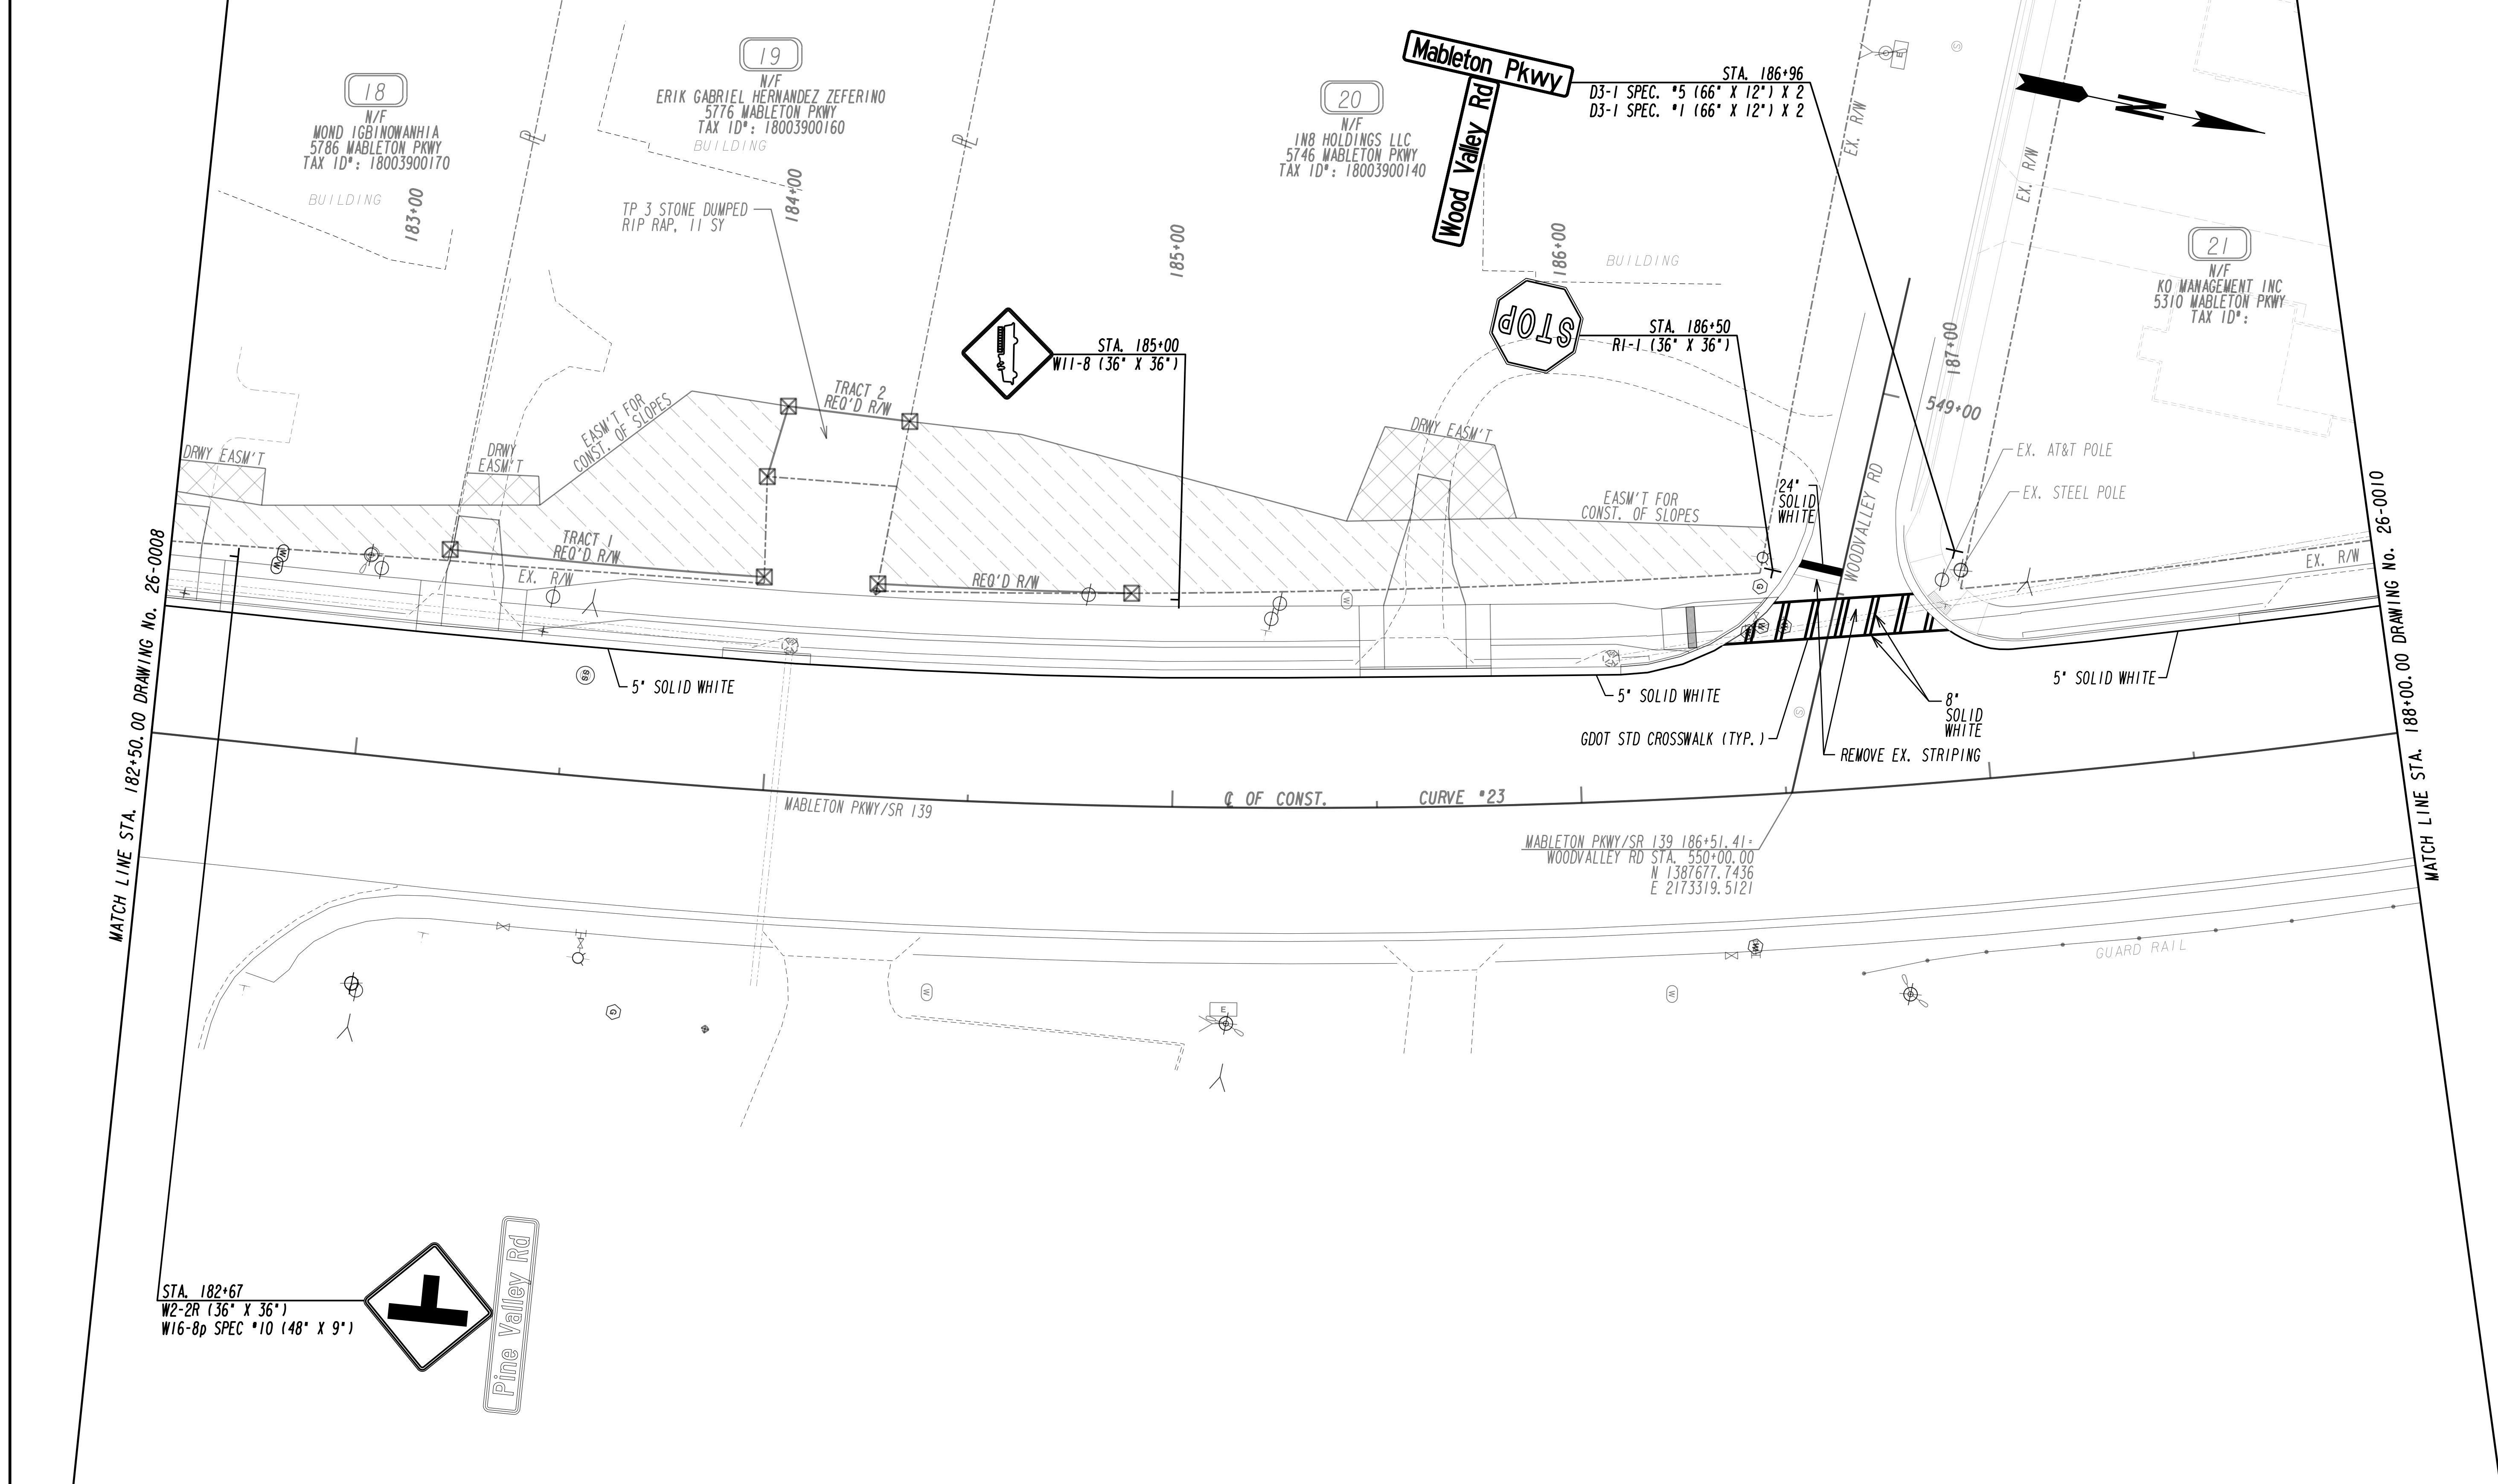 18
N/F
MOND IGBINOWANHIA
5786 MABLETON PKWY
TAX ID#: 18003900170
BUILDING
183+00
19
N/F
ERIK GABRIEL HERNANDEZ ZEFERINO
5776 MABLETON PKWY
TAX ID#: 18003900160
BUILDING
184+00
TP 3 STONE DUMPED
RIP RAP, 11 SY
185+00
20
N/F
IN8 HOLDINGS LLC
5746 MABLETON PKWY
TAX ID#: 18003900140
Mableton Pkwy
Wood Valley Rd
STA. 186+96
D3-1 SPEC. #5 (66" X 12") X 2
D3-1 SPEC. #1 (66" X 12") X 2
186+00
BUILDING
EX. R/W
EX. R/W
N
21
N/F
KO MANAGEMENT INC
5310 MABLETON PKWY
TAX ID#:
STA. 185+00
W11-8 (36" X 36")
STOP
STA. 186+50
R1-1 (36" X 36")
187+00
549+00
EX. AT&T POLE
EX. STEEL POLE
DRWY EASM'T
DRWY
EASM'T
EASM'T FOR
CONST. OF SLOPES
TRACT 2
REQ'D R/W
TRACT 1
REQ'D R/W
EX. R/W
REQ'D R/W
DRWY EASM'T
EASM'T FOR
CONST. OF SLOPES
24"
SOLID
WHITE
WOODVALLEY RD
EX. R/W
MATCH LINE STA. 182+50.00 DRAWING No. 26-0008
MATCH LINE STA. 188+00.00 DRAWING No. 26-0010
SS
5" SOLID WHITE
5" SOLID WHITE
GDOT STD CROSSWALK (TYP.)
REMOVE EX. STRIPING
8"
SOLID
WHITE
5" SOLID WHITE
MABLETON PKWY/SR 139
℄ OF CONST.
CURVE #23
MABLETON PKWY/SR 139 186+51.41=
WOODVALLEY RD STA. 550+00.00
N 1387677.7436
E 2173319.5121
GUARD RAIL
G
W
E
W
STA. 182+67
W2-2R (36" X 36")
W16-8p SPEC #10 (48" X 9")
Pine Valley Rd